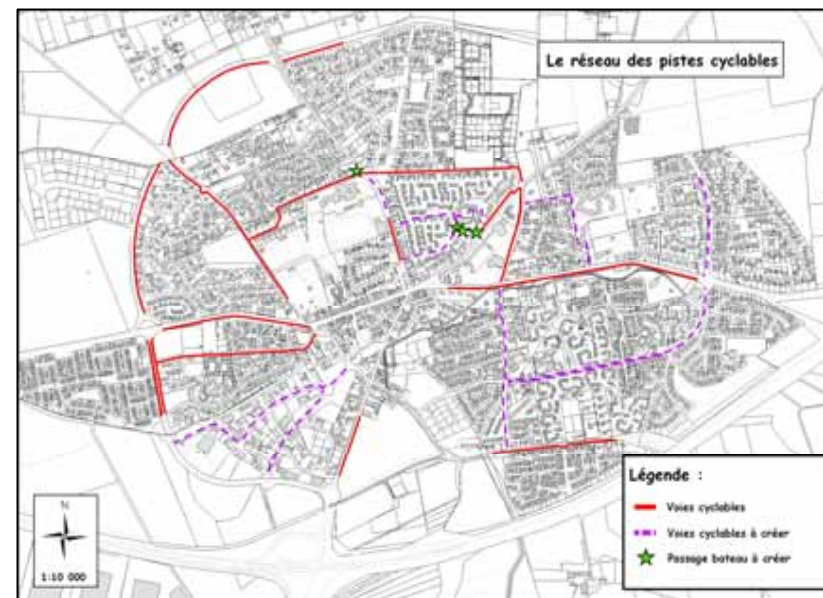 Le réseau des pistes cyclables
Légende :
Voies cyclables
Voies cyclables à créer
Passage bateau à créer
N
1:10 000